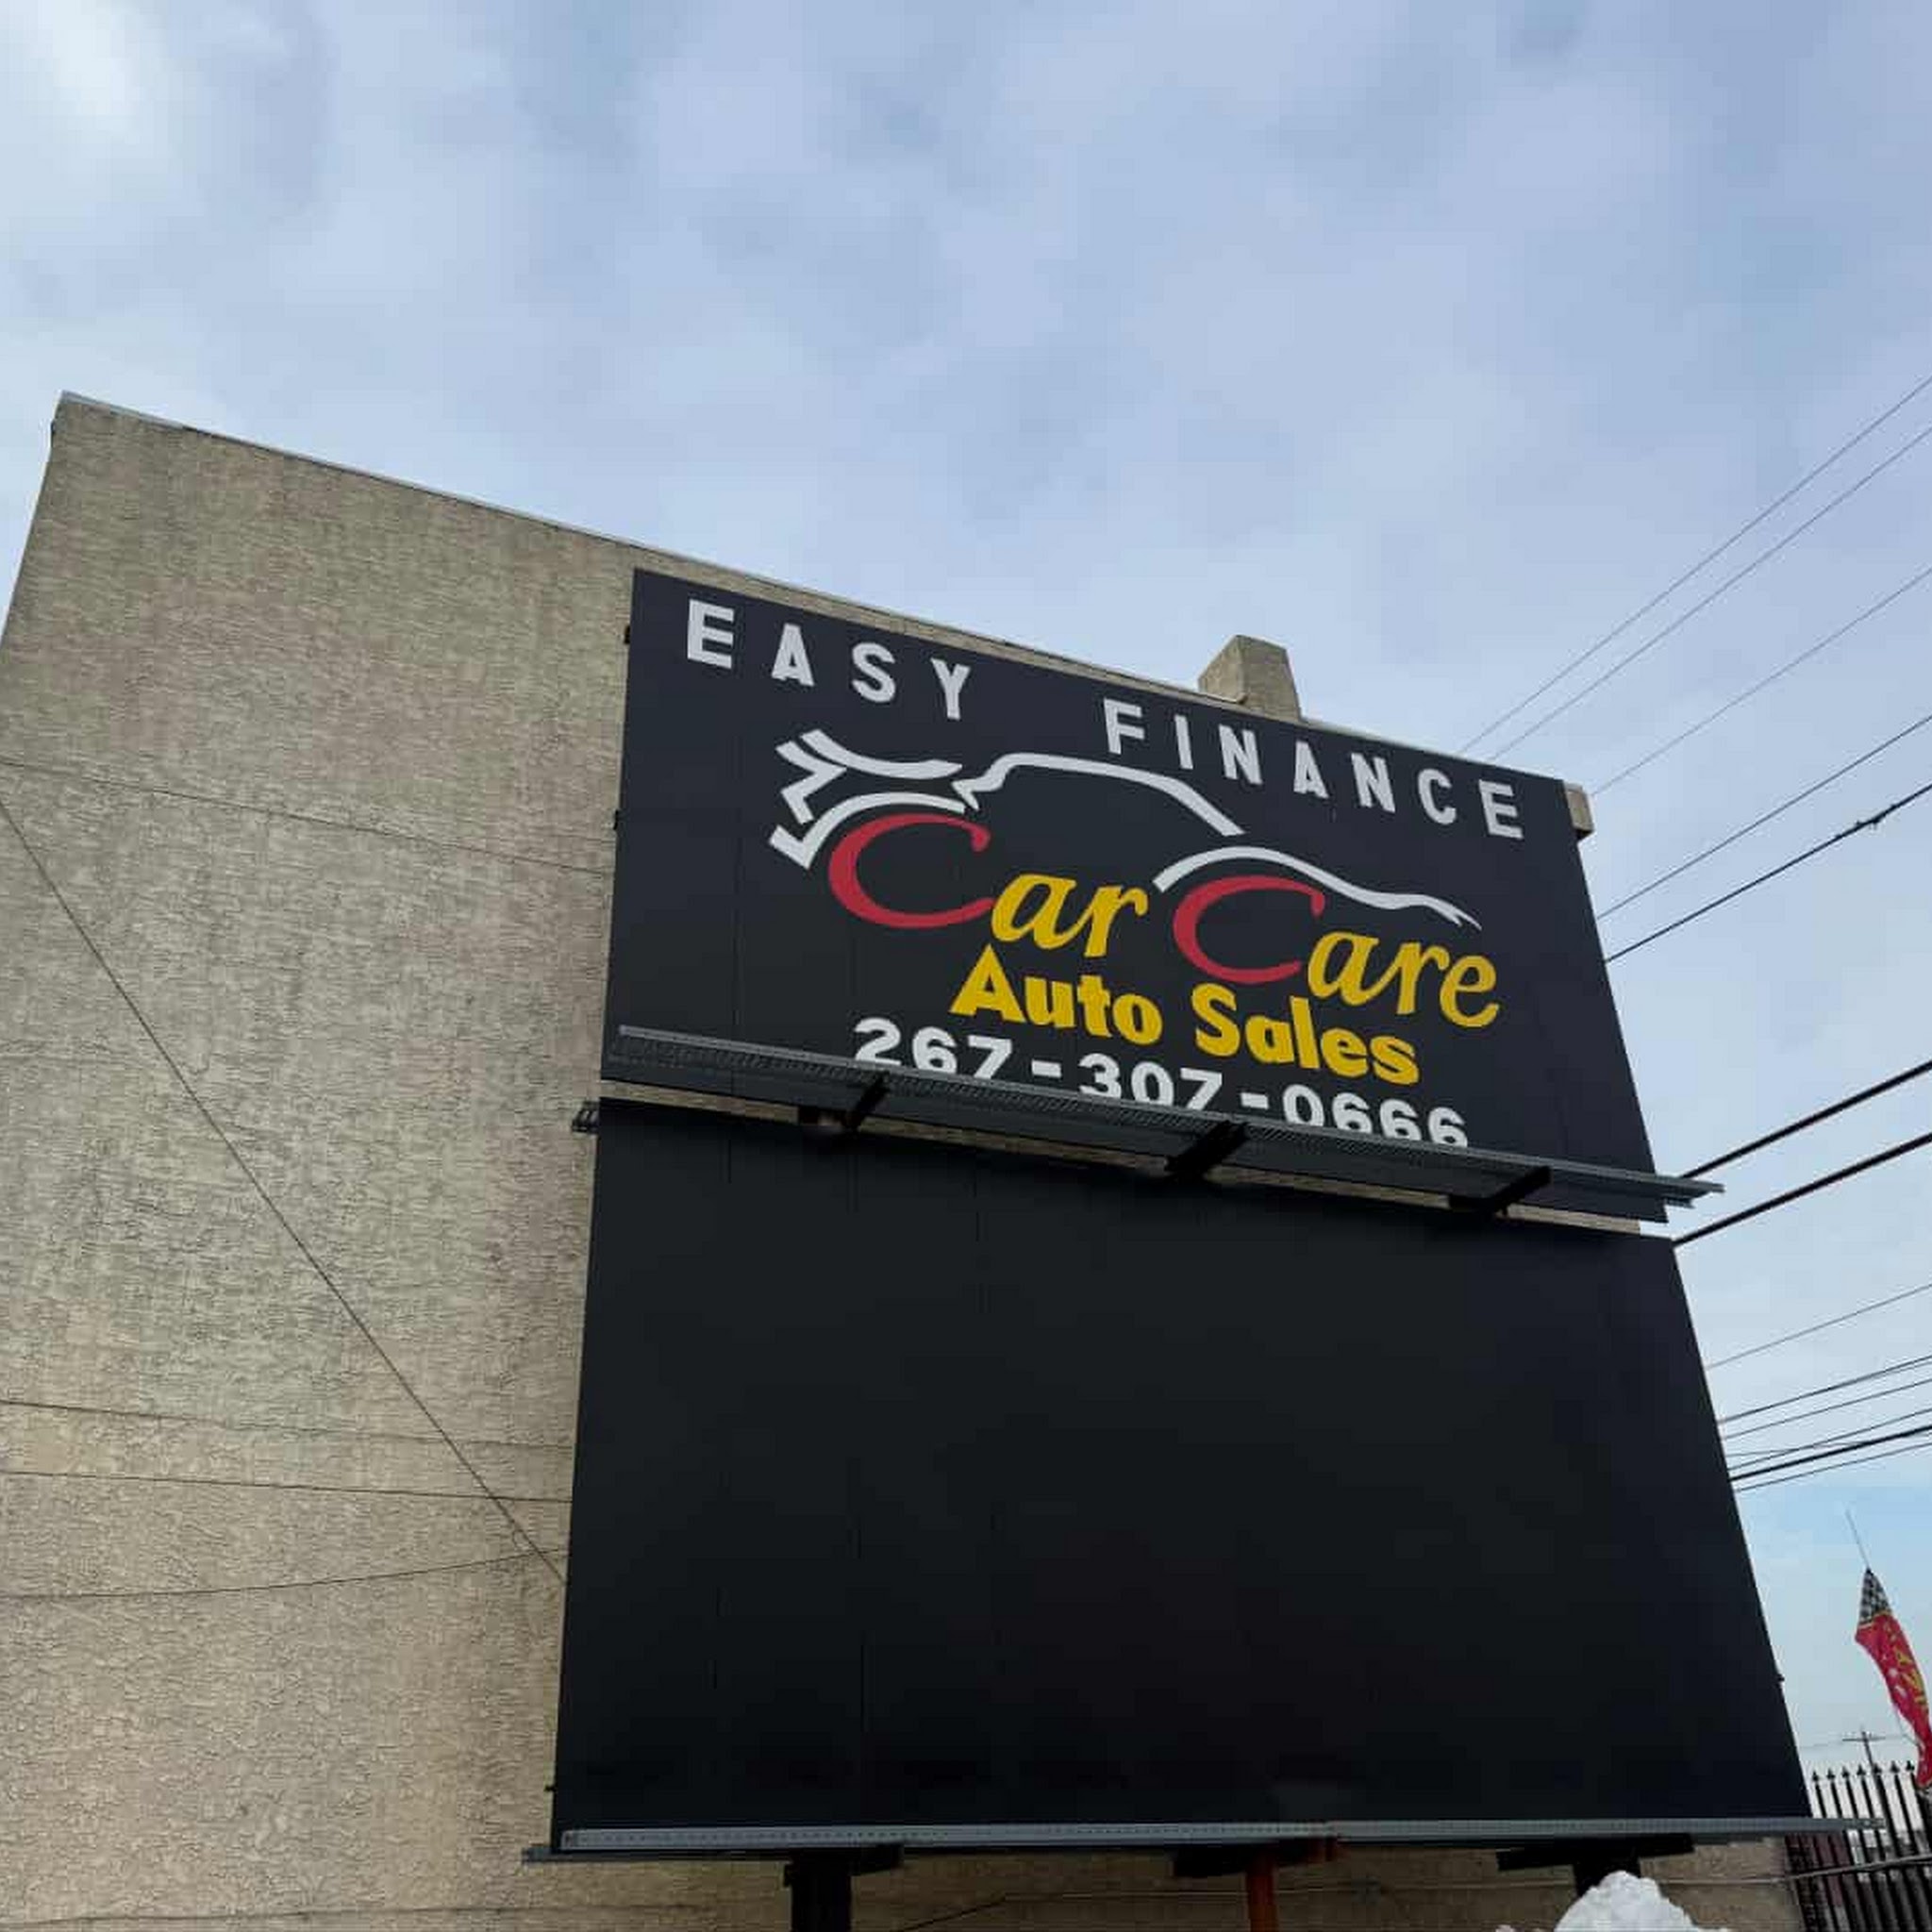 EASY FINANCE
Car Care
Auto Sales
267-307-0666